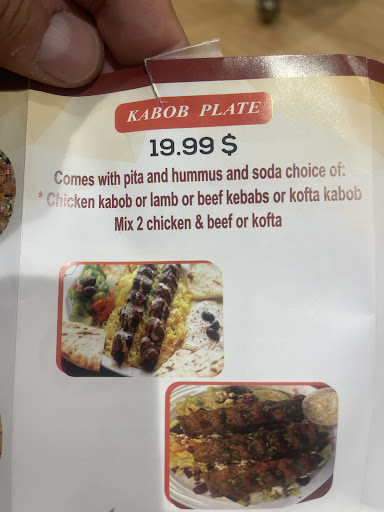 KABOB PLATE
19.99 $
Comes with pita and hummus and soda choice of:
* Chicken kabob or lamb or beef kebabs or kofta kabob
Mix 2 chicken & beef or kofta